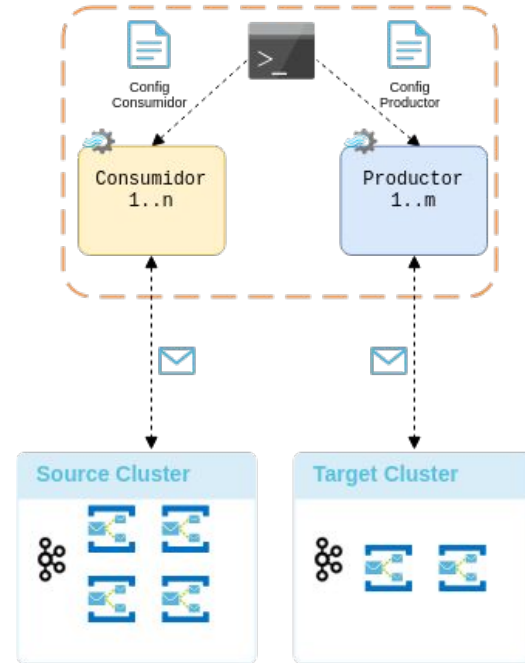 >_
Config
Consumidor
Config
Productor
Consumidor
1..n
Productor
1..m
Source Cluster
Target Cluster